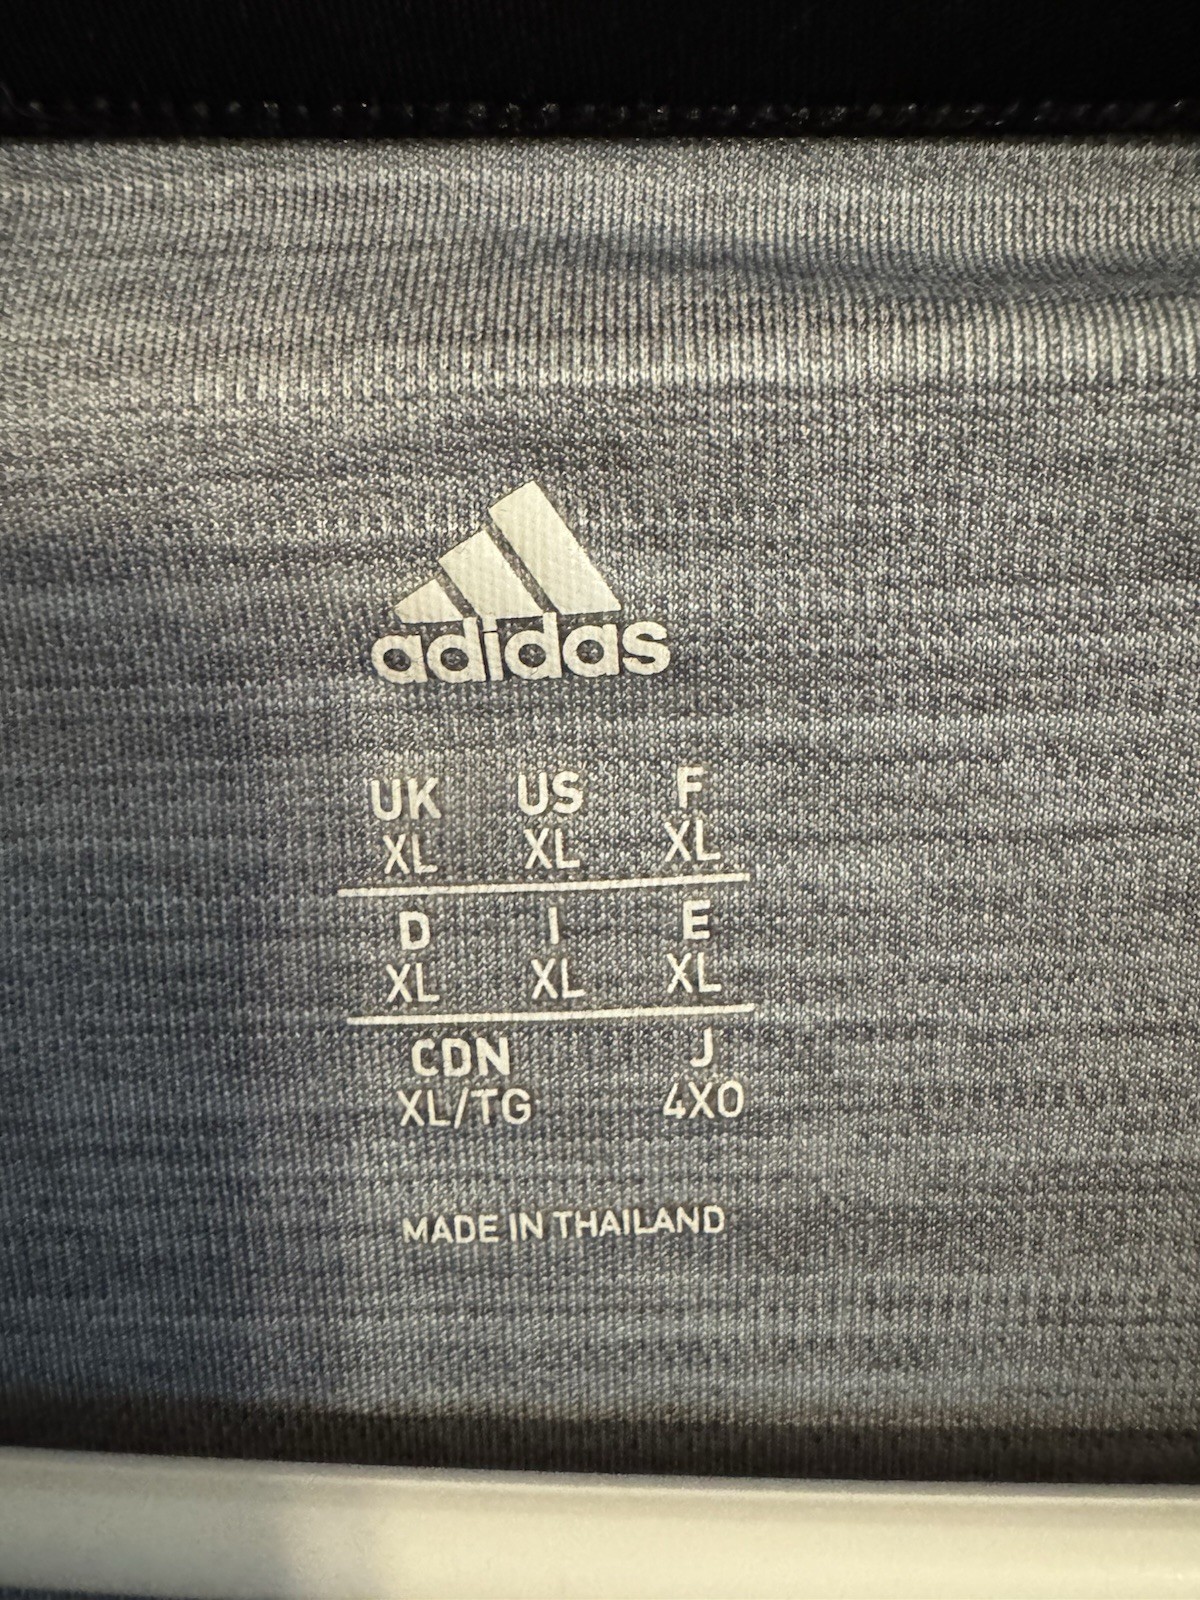 adidas
UK US F
XL XL XL
D I E
XL XL XL
CDN J
XL/TG 4XO
MADE IN THAILAND